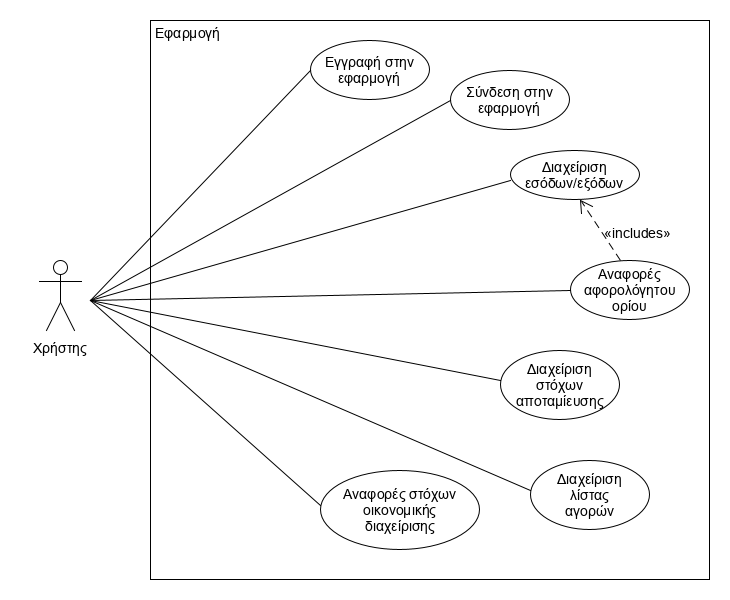 Εφαρμογή
Εγγραφή στην
εφαρμογή
Σύνδεση στην
εφαρμογή
Διαχείριση
εσόδων/εξόδων
«includes»
Αναφορές
αφορολόγητου
ορίου
Χρήστης
Διαχείριση
στόχων
αποταμίευσης
Διαχείριση
λίστας
αγορών
Αναφορές στόχων
οικονομικής
διαχείρισης